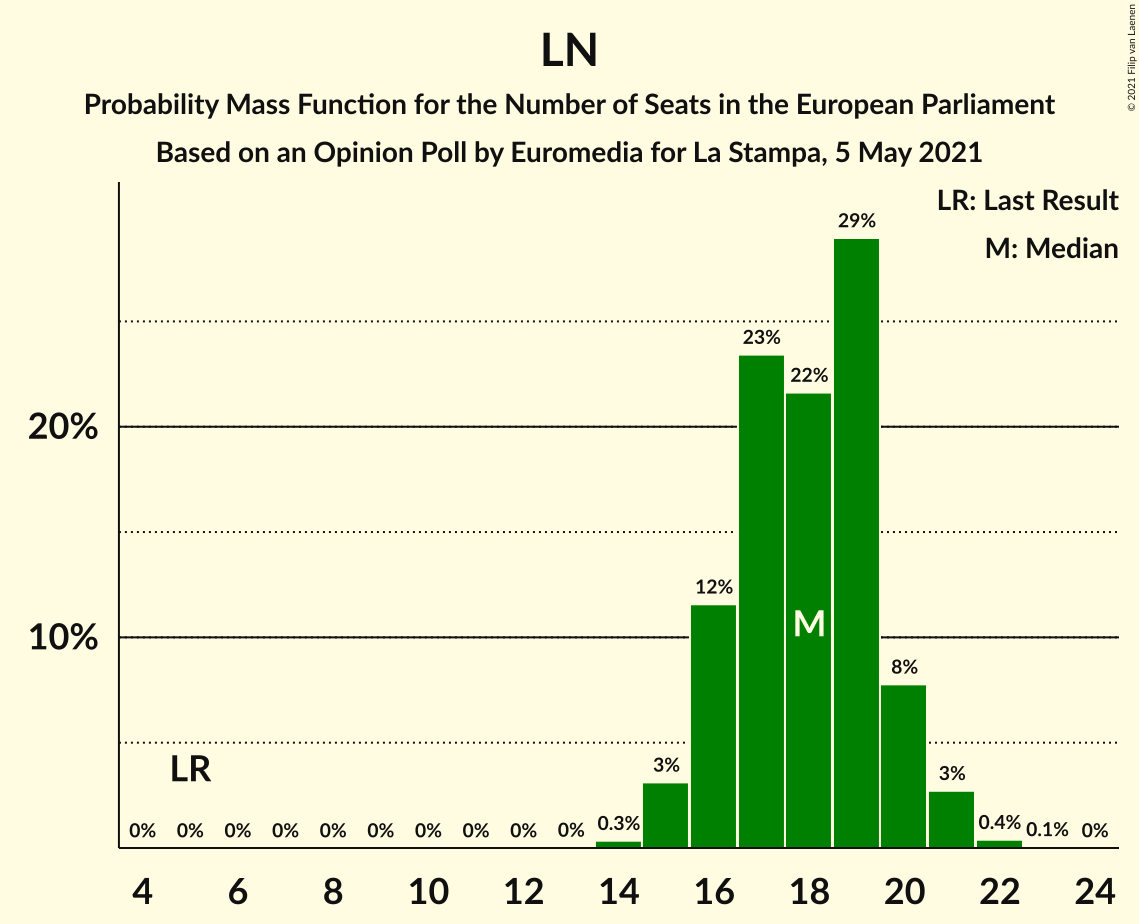 LN
Probability Mass Function for the Number of Seats in the European Parliament
Based on an Opinion Poll by Euromedia for La Stampa, 5 May 2021
© 2021 Filip van Laenen
LR: Last Result
M: Median
29%
23%
22%
20%
12%
M
10%
8%
LR
3%
3%
0% 0% 0% 0% 0% 0% 0% 0% 0% 0% 0.3% 0.4% 0.1% 0%
4 6 8 10 12 14 16 18 20 22 24